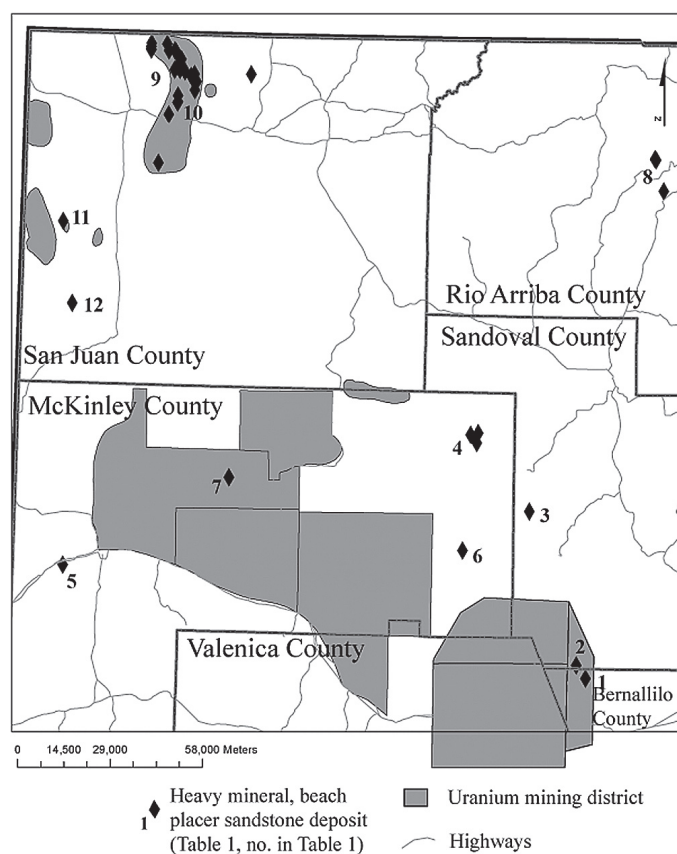 9
10
8
11
12
Rio Arriba County
Sandoval County
San Juan County
McKinley County
4
7
3
6
5
Valenica County
2
1
Bernallilo
County
0 14,500 29,000 58,000 Meters
Heavy mineral, beach
1 placer sandstone deposit
(Table 1, no. in Table 1)
Uranium mining district
Highways
z